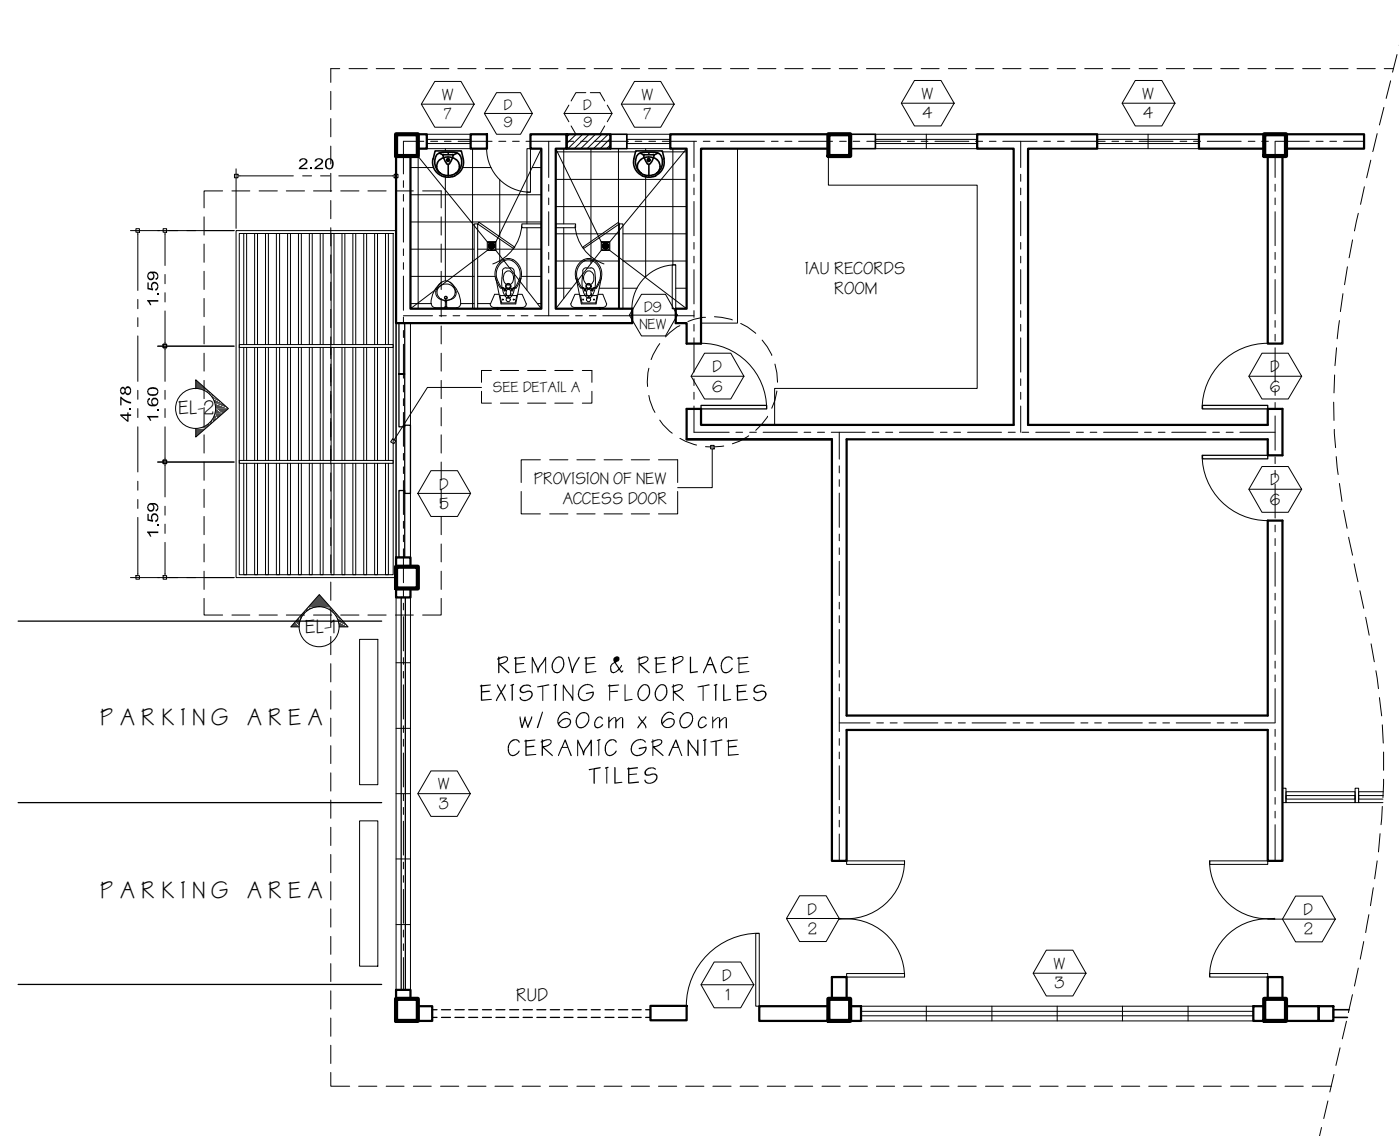 W
7
D
9
D
9
W
7
W
4
W
4
2.20
1.59
1.60
1.59
4.78
IAU RECORDS
ROOM
D9
NEW
D
6
D
6
SEE DETAIL A
EL-2
PROVISION OF NEW
ACCESS DOOR
D
5
D
6
EL-1
REMOVE & REPLACE
EXISTING FLOOR TILES
w/ 60cm x 60cm
CERAMIC GRANITE
TILES
PARKING AREA
W
3
PARKING AREA
D
2
D
2
W
3
D
1
RUD